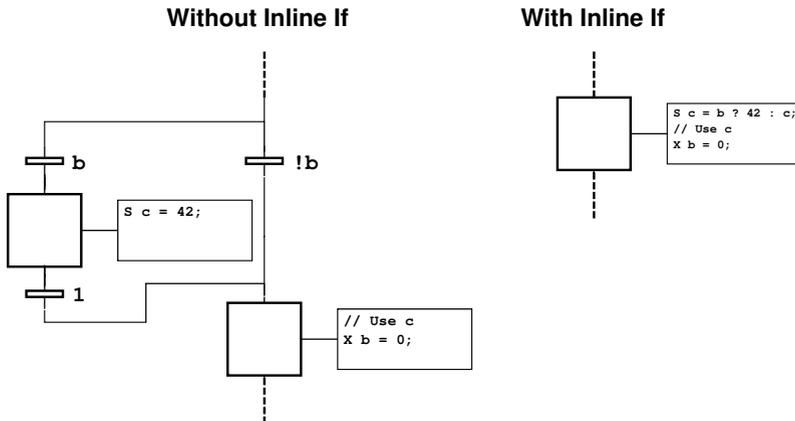 Without Inline If
With Inline If
S c = b ? 42 : c;
// Use c
X b = 0;
b
!b
S c = 42;
1
// Use c
X b = 0;